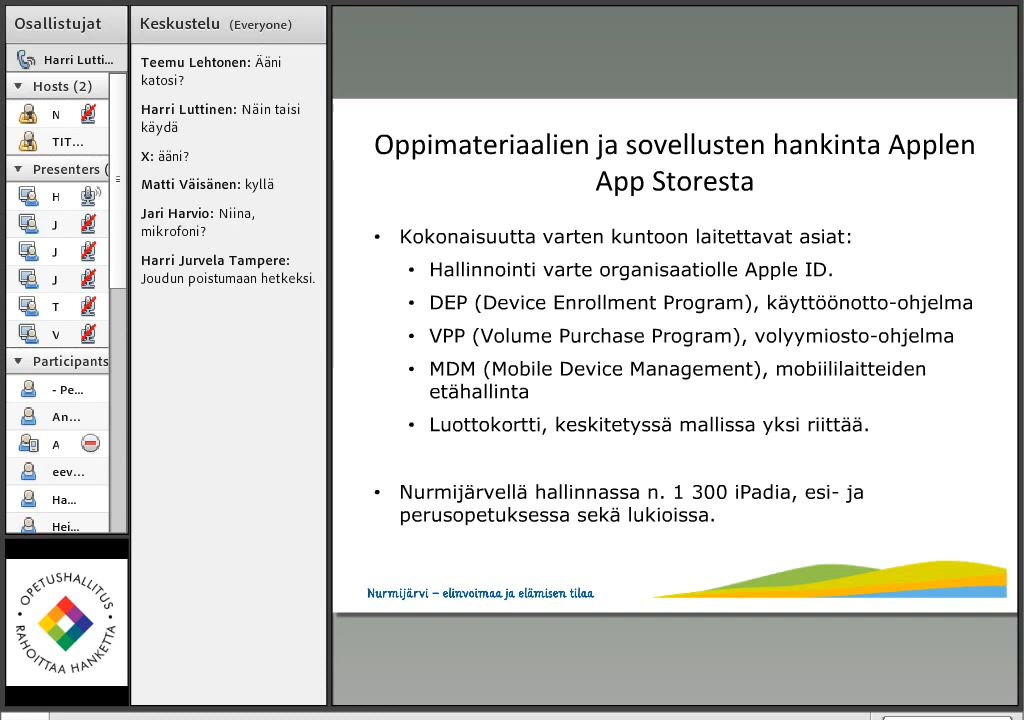 Osallistujat
Harri Lutti...
Hosts (2)
N
TIT...
Presenters (
H
J
J
J
T
V
Participants
- Pe...
An...
A
eev...
Ha...
Hei...
OPETUSHALLITUS
RAHOITTAA HANKETTA
Keskustelu (Everyone)
Teemu Lehtonen: Ääni
katosi?
Harri Luttinen: Näin taisi
käydä
X: ääni?
Matti Väisänen: kyllä
Jari Harvio: Niina,
mikrofoni?
Harri Jurvela Tampere:
Joudun poistumaan hetkeksi.
Oppimateriaalien ja sovellusten hankinta Applen
App Storesta
• Kokonaisuutta varten kuntoon laitettavat asiat:
• Hallinnointi varte organisaatiolle Apple ID.
• DEP (Device Enrollment Program), käyttöönotto-ohjelma
• VPP (Volume Purchase Program), volyymiosto-ohjelma
• MDM (Mobile Device Management), mobiililaitteiden
etähallinta
• Luottokortti, keskitetyssä mallissa yksi riittää.
• Nurmijärvellä hallinnassa n. 1 300 iPadia, esi- ja
perusopetuksessa sekä lukioissa.
Nurmijärvi – elinvoimaa ja elämisen tilaa